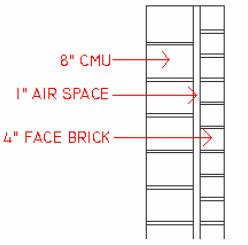 8" CMU
1" AIR SPACE
4" FACE BRICK